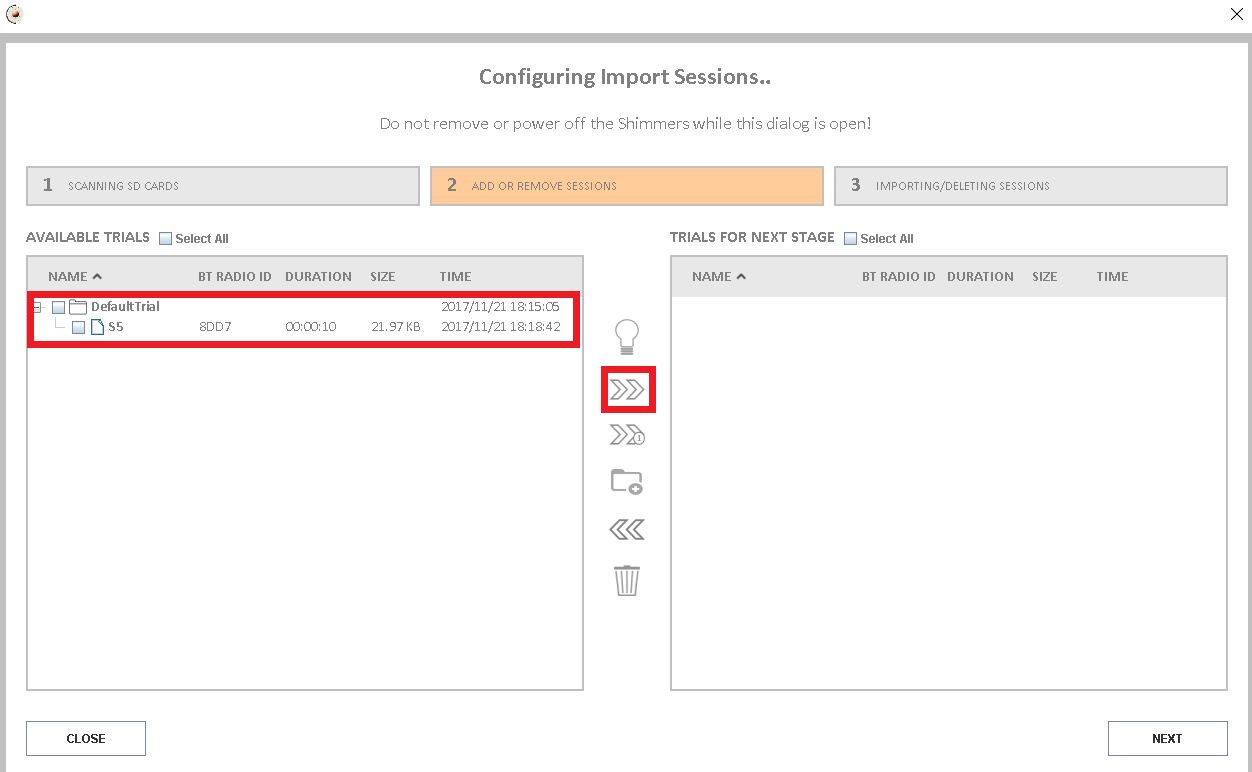 Configuring Import Sessions..
Do not remove or power off the Shimmers while this dialog is open!
1 SCANNING SD CARDS
2 ADD OR REMOVE SESSIONS
3 IMPORTING/DELETING SESSIONS
AVAILABLE TRIALS Select All
TRIALS FOR NEXT STAGE Select All
NAME BT RADIO ID DURATION SIZE TIME
NAME BT RADIO ID DURATION SIZE TIME
DefaultTrial 2017/11/21 18:15:05
S5 8DD7 00:00:10 21.97 KB 2017/11/21 18:18:42
1
CLOSE
NEXT